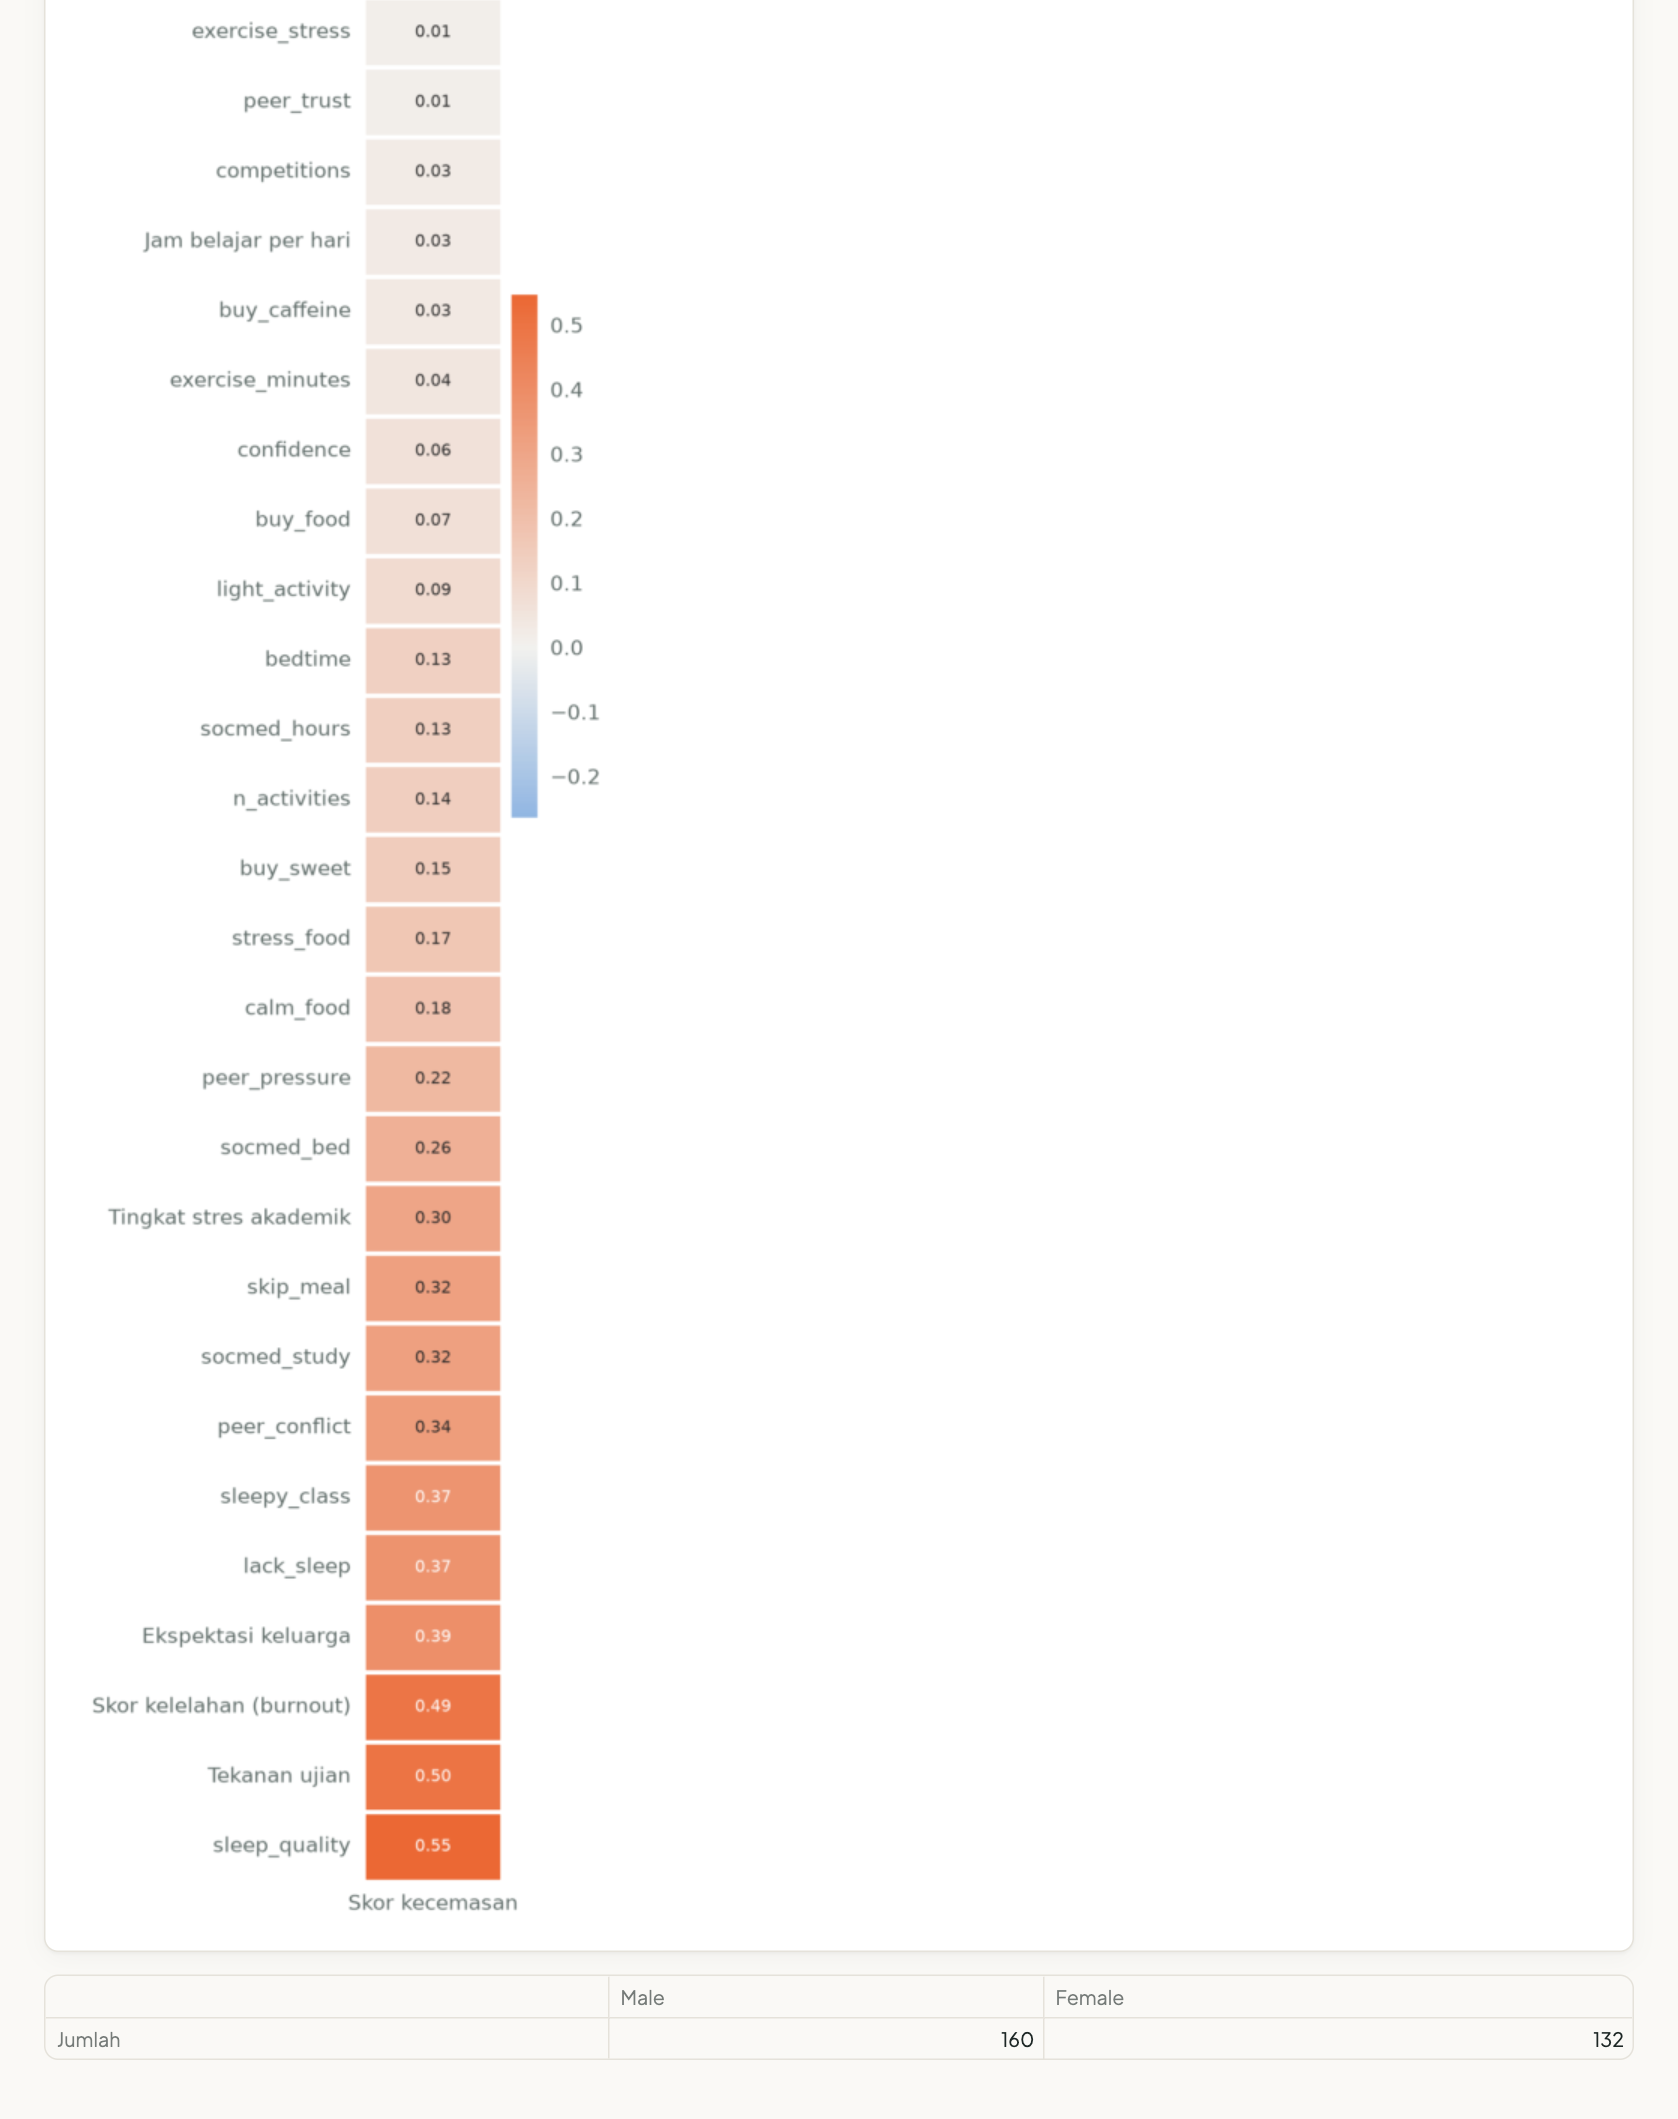 exercise_stress 0.01
peer_trust 0.01
competitions 0.03
Jam belajar per hari 0.03
buy_caffeine 0.03
exercise_minutes 0.04
confidence 0.06
buy_food 0.07
light_activity 0.09
bedtime 0.13
socmed_hours 0.13
n_activities 0.14
buy_sweet 0.15
stress_food 0.17
calm_food 0.18
peer_pressure 0.22
socmed_bed 0.26
Tingkat stres akademik 0.30
skip_meal 0.32
socmed_study 0.32
peer_conflict 0.34
sleepy_class 0.37
lack_sleep 0.37
Ekspektasi keluarga 0.39
Skor kelelahan (burnout) 0.49
Tekanan ujian 0.50
sleep_quality 0.55
Skor kecemasan
0.5
0.4
0.3
0.2
0.1
0.0
−0.1
−0.2
Male Female
Jumlah 160 132